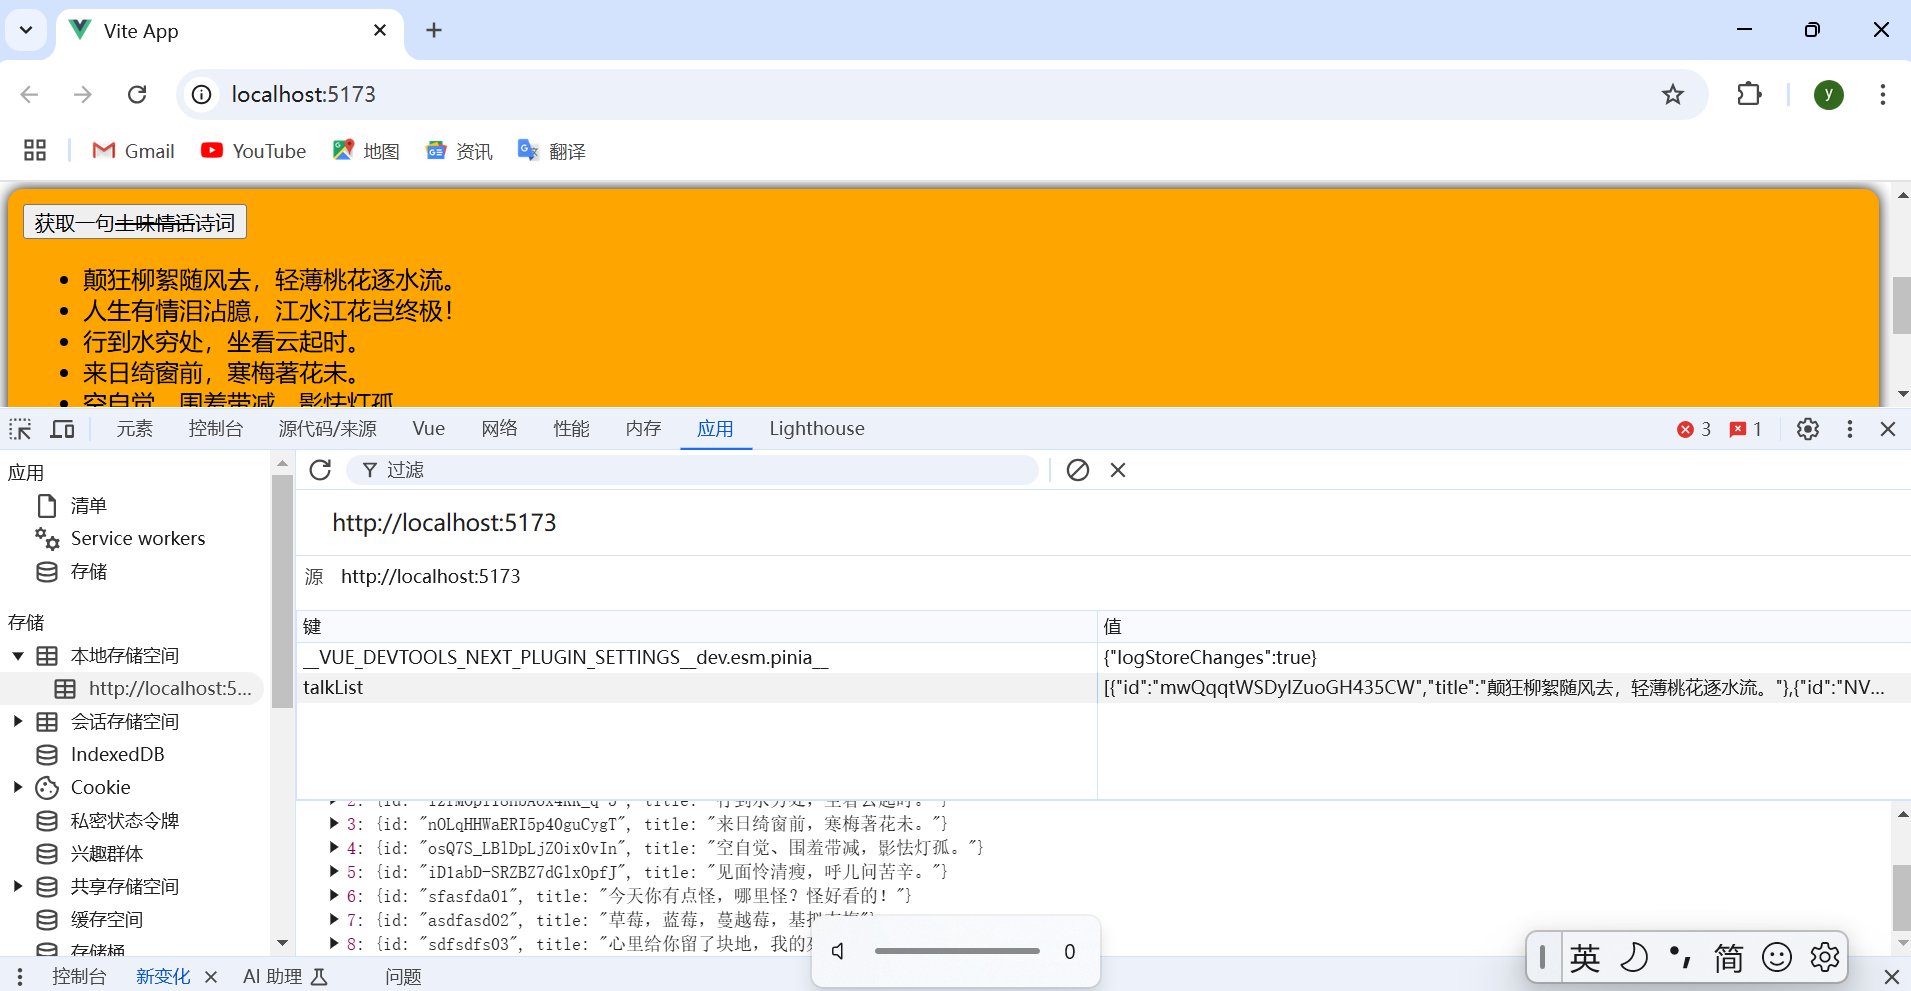 Vite App
localhost:5173
Gmail YouTube 地图 资讯 翻译
获取一句土味情话诗词
颠狂柳絮随风去，轻薄桃花逐水流。
人生有情泪沾臆，江水江花岂终极！
行到水穷处，坐看云起时。
来日绮窗前，寒梅著花未。
空自觉、围羞带减，影怯灯孤
元素 控制台 源代码/来源 Vue 网络 性能 内存 应用 Lighthouse 3 1
应用
清单
Service workers
存储
存储
本地存储空间
http://localhost:5...
会话存储空间
IndexedDB
Cookie
私密状态令牌
兴趣群体
共享存储空间
缓存空间
存储桶
过滤
http://localhost:5173
源 http://localhost:5173
键 值
__VUE_DEVTOOLS_NEXT_PLUGIN_SETTINGS__dev.esm.pinia__ {"logStoreChanges":true}
talkList [{"id":"mwQqqtWSDyIZuoGH435CW","title":"颠狂柳絮随风去，轻薄桃花逐水流。"},{"id":"NV...
title: "行到水穷处，坐看云起时。"}
3: {id: "nOLqHHWaERI5p40guCygT", title: "来日绮窗前，寒梅著花未。"}
4: {id: "osQ7S_LBlDpLjZOix0vIn", title: "空自觉、围羞带减，影怯灯孤。"}
5: {id: "iD1abD-SRZBZ7dGlxOpfJ", title: "见面怜清瘦，呼儿问苦辛。"}
6: {id: "sfasfda01", title: "今天你有点怪，哪里怪？怪好看的！"}
7: {id: "asdfasd02", title: "草莓，蓝莓，蔓越莓，基
8: {id: "sdfsdfs03", title: "心里给你留了块地，我的
0
英 简
控制台 新变化 AI 助理 问题
y